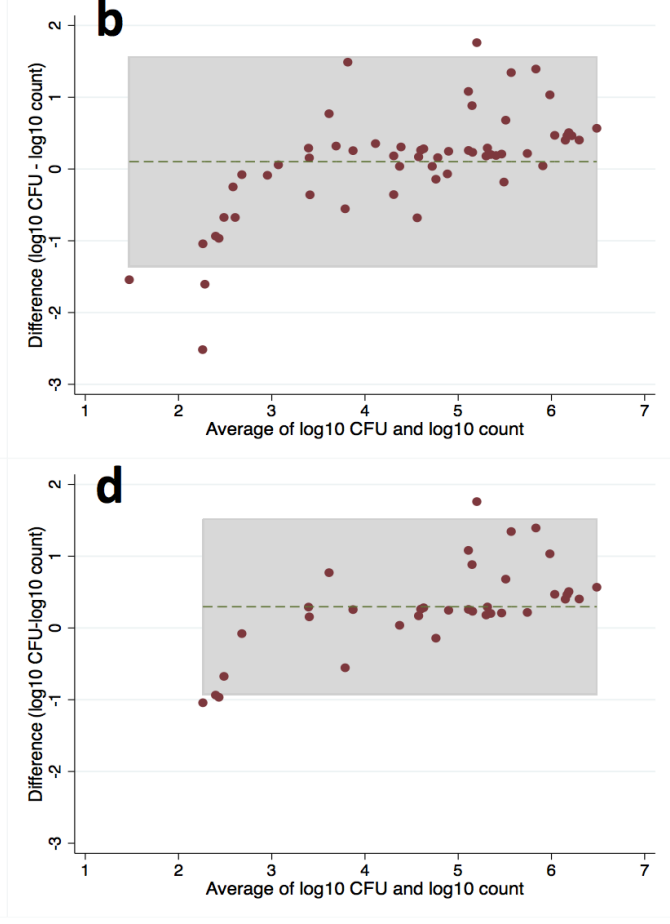 b
Difference (log10 CFU - log10 count)
2
1
0
-1
-2
-3
1 2 3 4 5 6 7
Average of log10 CFU and log10 count
d
Difference (log10 CFU-log10 count)
2
1
0
-1
-2
-3
1 2 3 4 5 6 7
Average of log10 CFU and log10 count